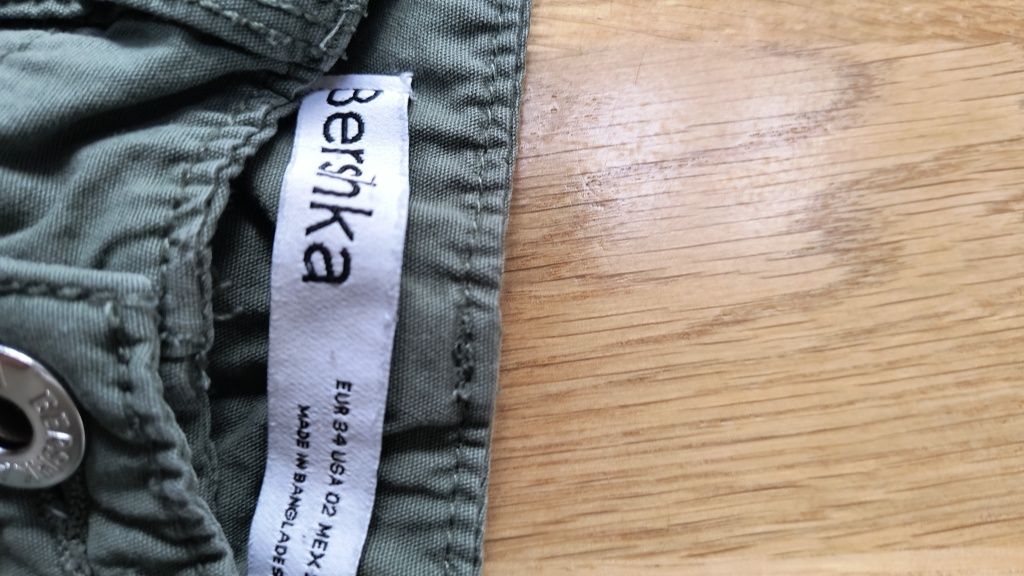 Bershka
EUR 34 USA 02 MEX
MADE IN BANGLADES